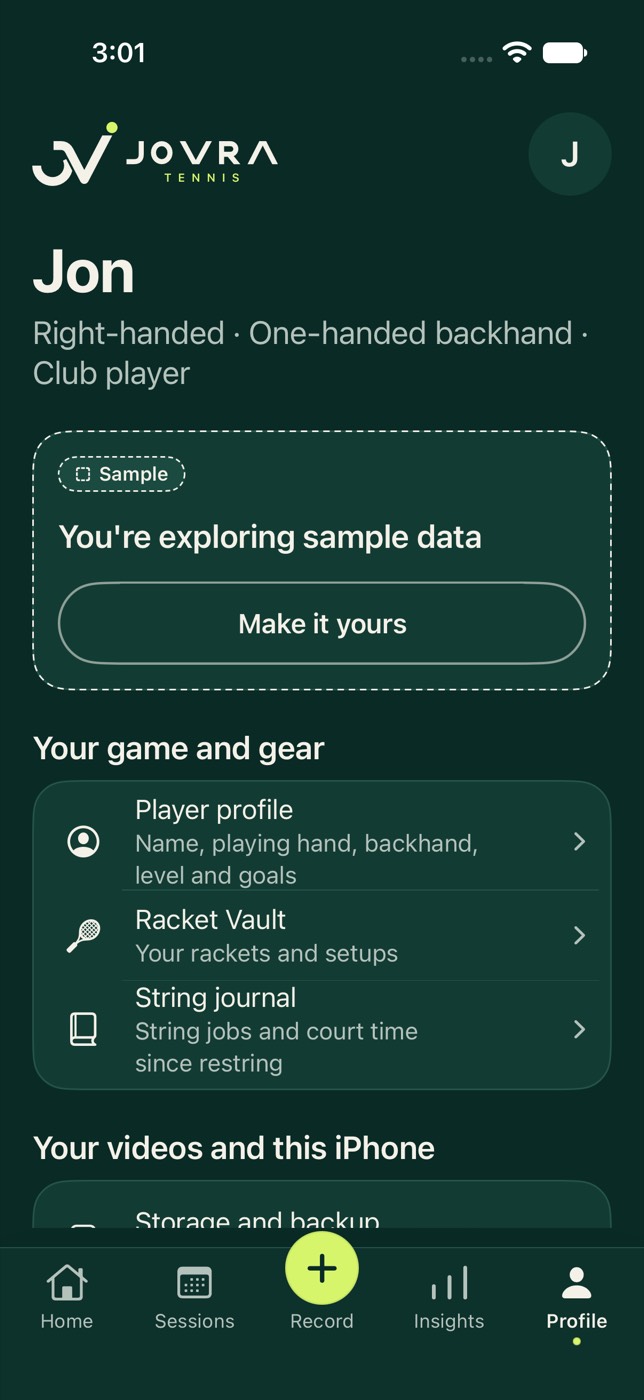 3:01
JOVRA
TENNIS
J
Jon
Right-handed · One-handed backhand ·
Club player
Sample
You're exploring sample data
Make it yours
Your game and gear
Player profile
Name, playing hand, backhand,
level and goals
Racket Vault
Your rackets and setups
String journal
String jobs and court time
since restring
Your videos and this iPhone
Storage and backup
Home
Sessions
Record
Insights
Profile